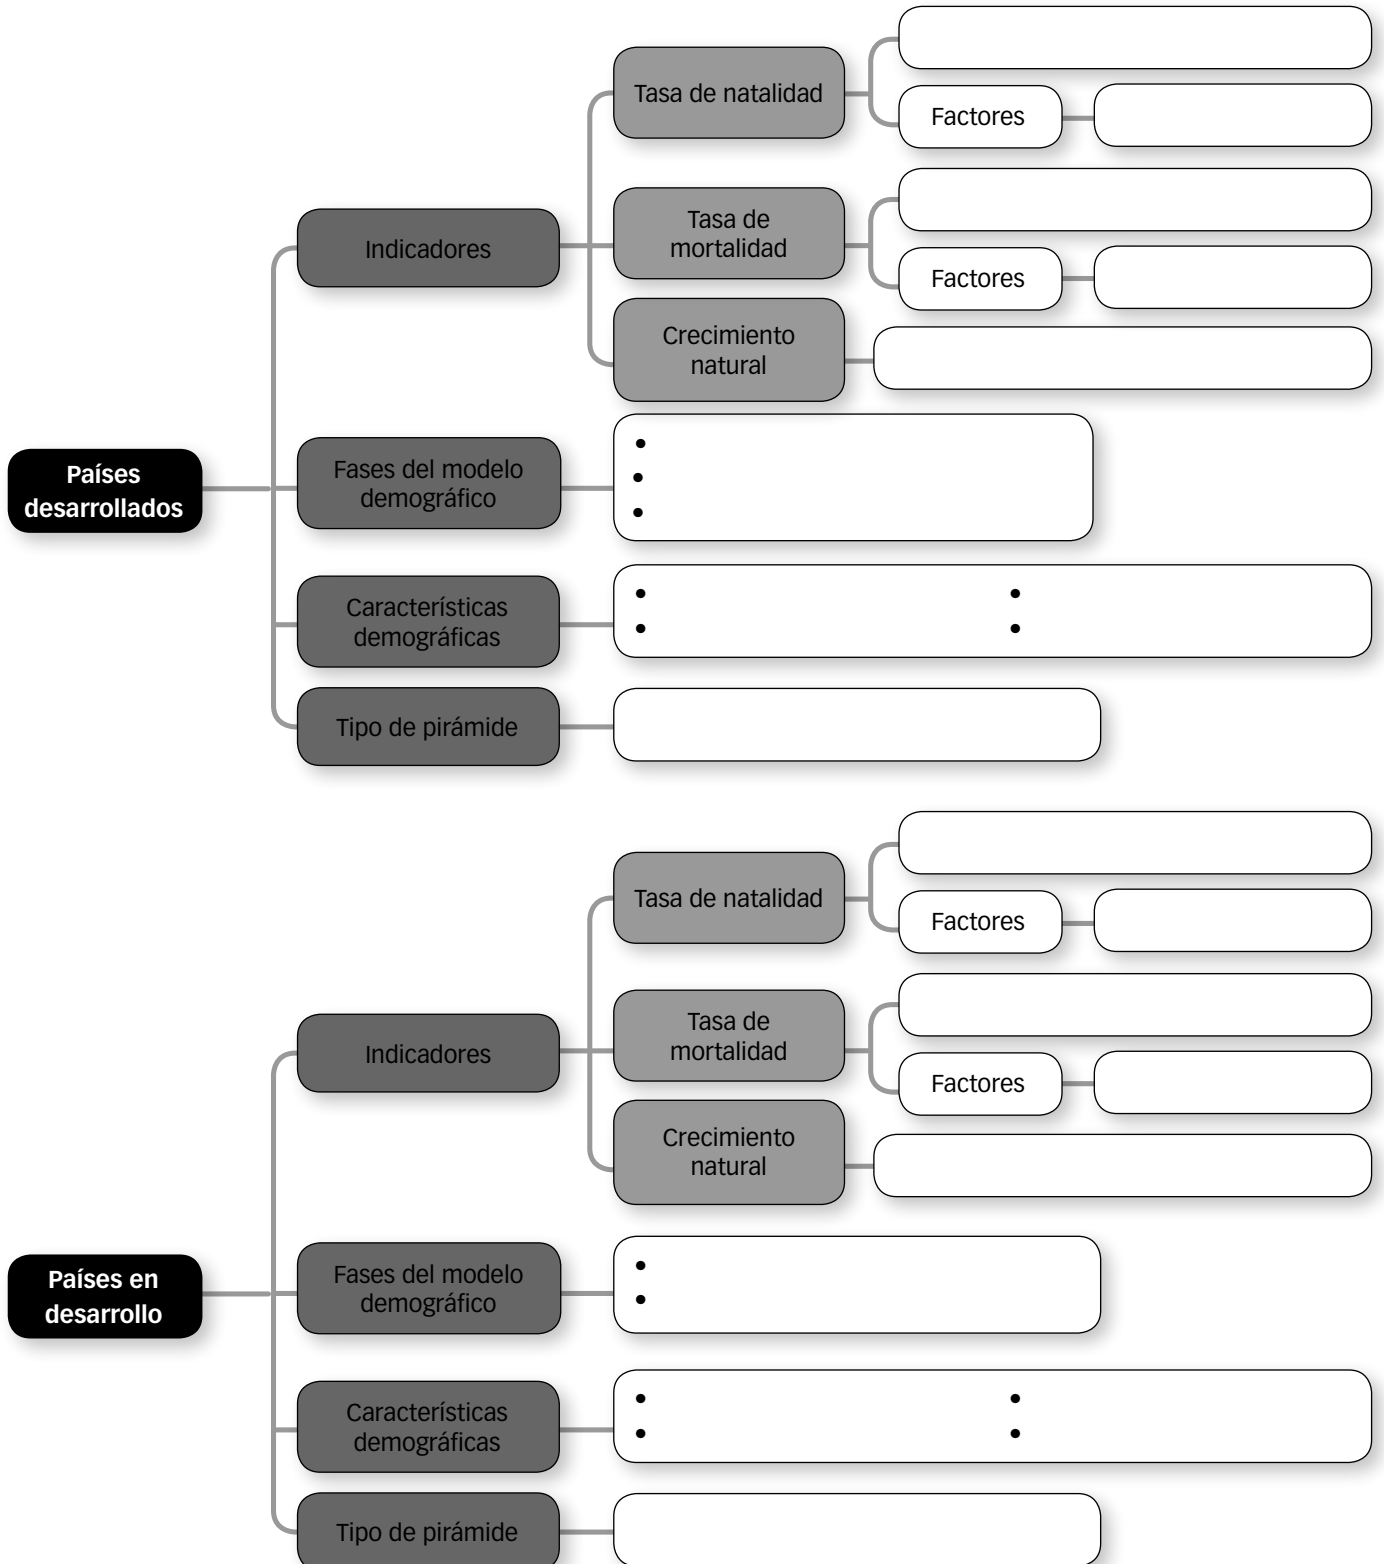 Tasa de natalidad
Factores
Tasa de
mortalidad
Factores
Indicadores
Crecimiento
natural
Países
desarrollados
Fases del modelo
demográfico
•
•
•
Características
demográficas
• •
• •
Tipo de pirámide
Tasa de natalidad
Factores
Tasa de
mortalidad
Factores
Indicadores
Crecimiento
natural
Países en
desarrollo
Fases del modelo
demográfico
•
•
Características
demográficas
• •
• •
Tipo de pirámide